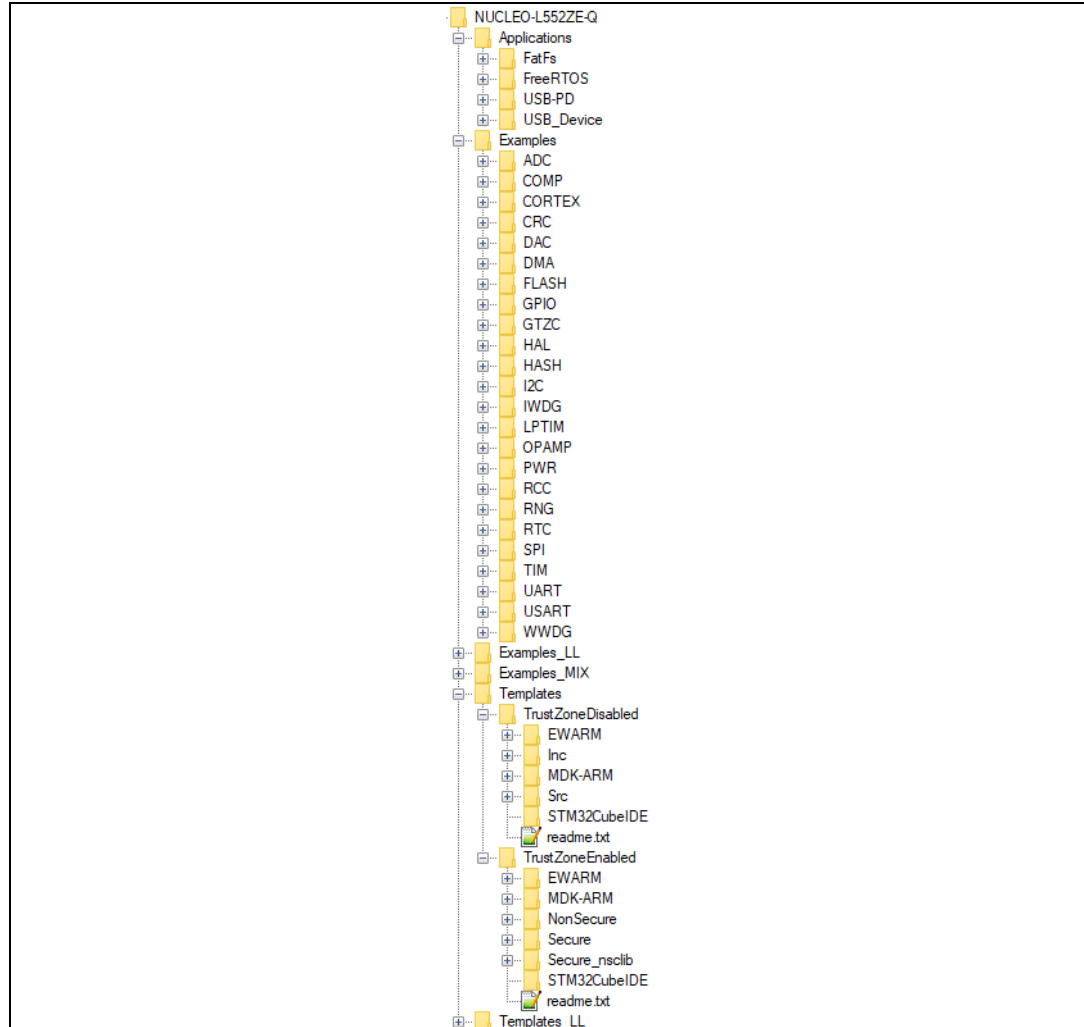 NUCLEO-L552ZE-Q
Applications
FatFs
FreeRTOS
USB-PD
USB_Device
Examples
ADC
COMP
CORTEX
CRC
DAC
DMA
FLASH
GPIO
GTZC
HAL
HASH
I2C
IWDG
LPTIM
OPAMP
PWR
RCC
RNG
RTC
SPI
TIM
UART
USART
WWDG
Examples_LL
Examples_MIX
Templates
TrustZoneDisabled
EWARM
Inc
MDK-ARM
Src
STM32CubeIDE
readme.txt
TrustZoneEnabled
EWARM
MDK-ARM
NonSecure
Secure
Secure_nsclib
STM32CubeIDE
readme.txt
Templates_LL